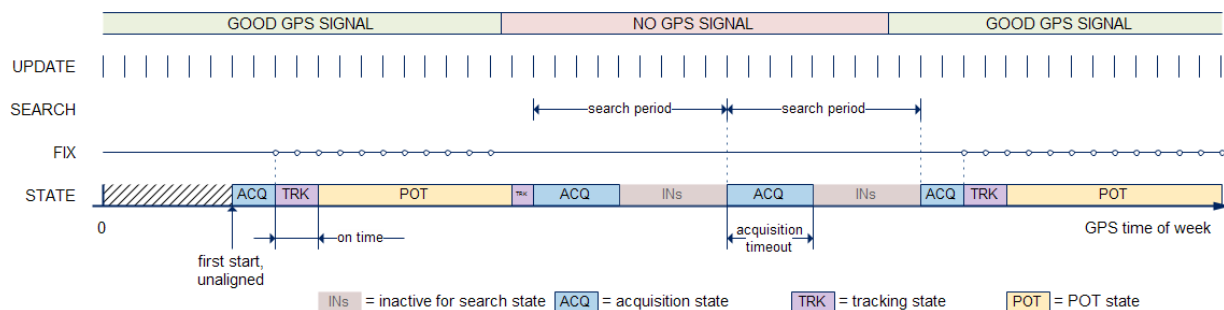 GOOD GPS SIGNAL NO GPS SIGNAL GOOD GPS SIGNAL
UPDATE
SEARCH search period search period
FIX
STATE ACQ TRK POT TRK ACQ INs ACQ INs ACQ TRK POT
0 GPS time of week
on time
acquisition
timeout
first start,
unaligned
INs = inactive for search state ACQ = acquisition state TRK = tracking state POT = POT state